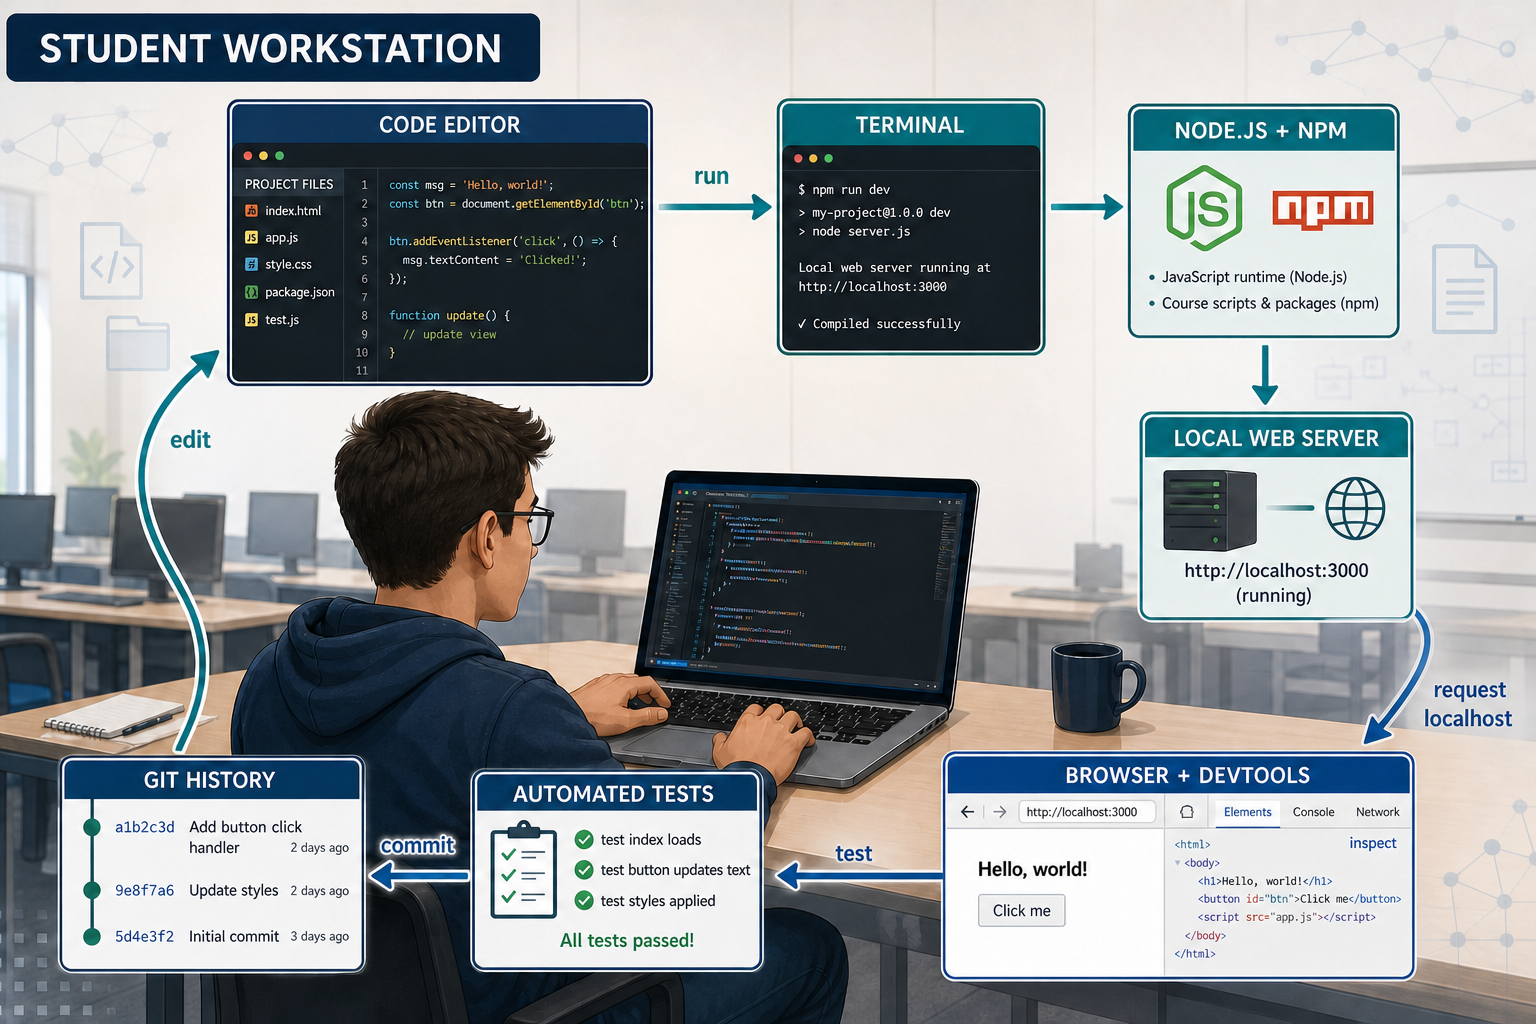 STUDENT WORKSTATION
CODE EDITOR
PROJECT FILES
index.html
JS app.js
style.css
package.json
JS test.js
1 const msg = 'Hello, world!';
2 const btn = document.getElementById('btn');
3
4 btn.addEventListener('click', () => {
5 msg.textContent = 'Clicked!';
6 });
7
8 function update() {
9 // update view
10 }
11
run
TERMINAL
$ npm run dev
> my-project@1.0.0 dev
> node server.js
Local web server running at
http://localhost:3000
✓ Compiled successfully
NODE.JS + NPM
JS
npm
• JavaScript runtime (Node.js)
• Course scripts & packages (npm)
LOCAL WEB SERVER
http://localhost:3000
(running)
request
localhost
BROWSER + DEVTOOLS
http://localhost:3000
Elements Console Network
inspect
Hello, world!
Click me
<html>
<body>
<h1>Hello, world!</h1>
<button id="btn">Click me</button>
<script src="app.js"></script>
</body>
</html>
test
AUTOMATED TESTS
test index loads
test button updates text
test styles applied
All tests passed!
commit
GIT HISTORY
a1b2c3d Add button click
handler 2 days ago
9e8f7a6 Update styles 2 days ago
5d4e3f2 Initial commit 3 days ago
edit